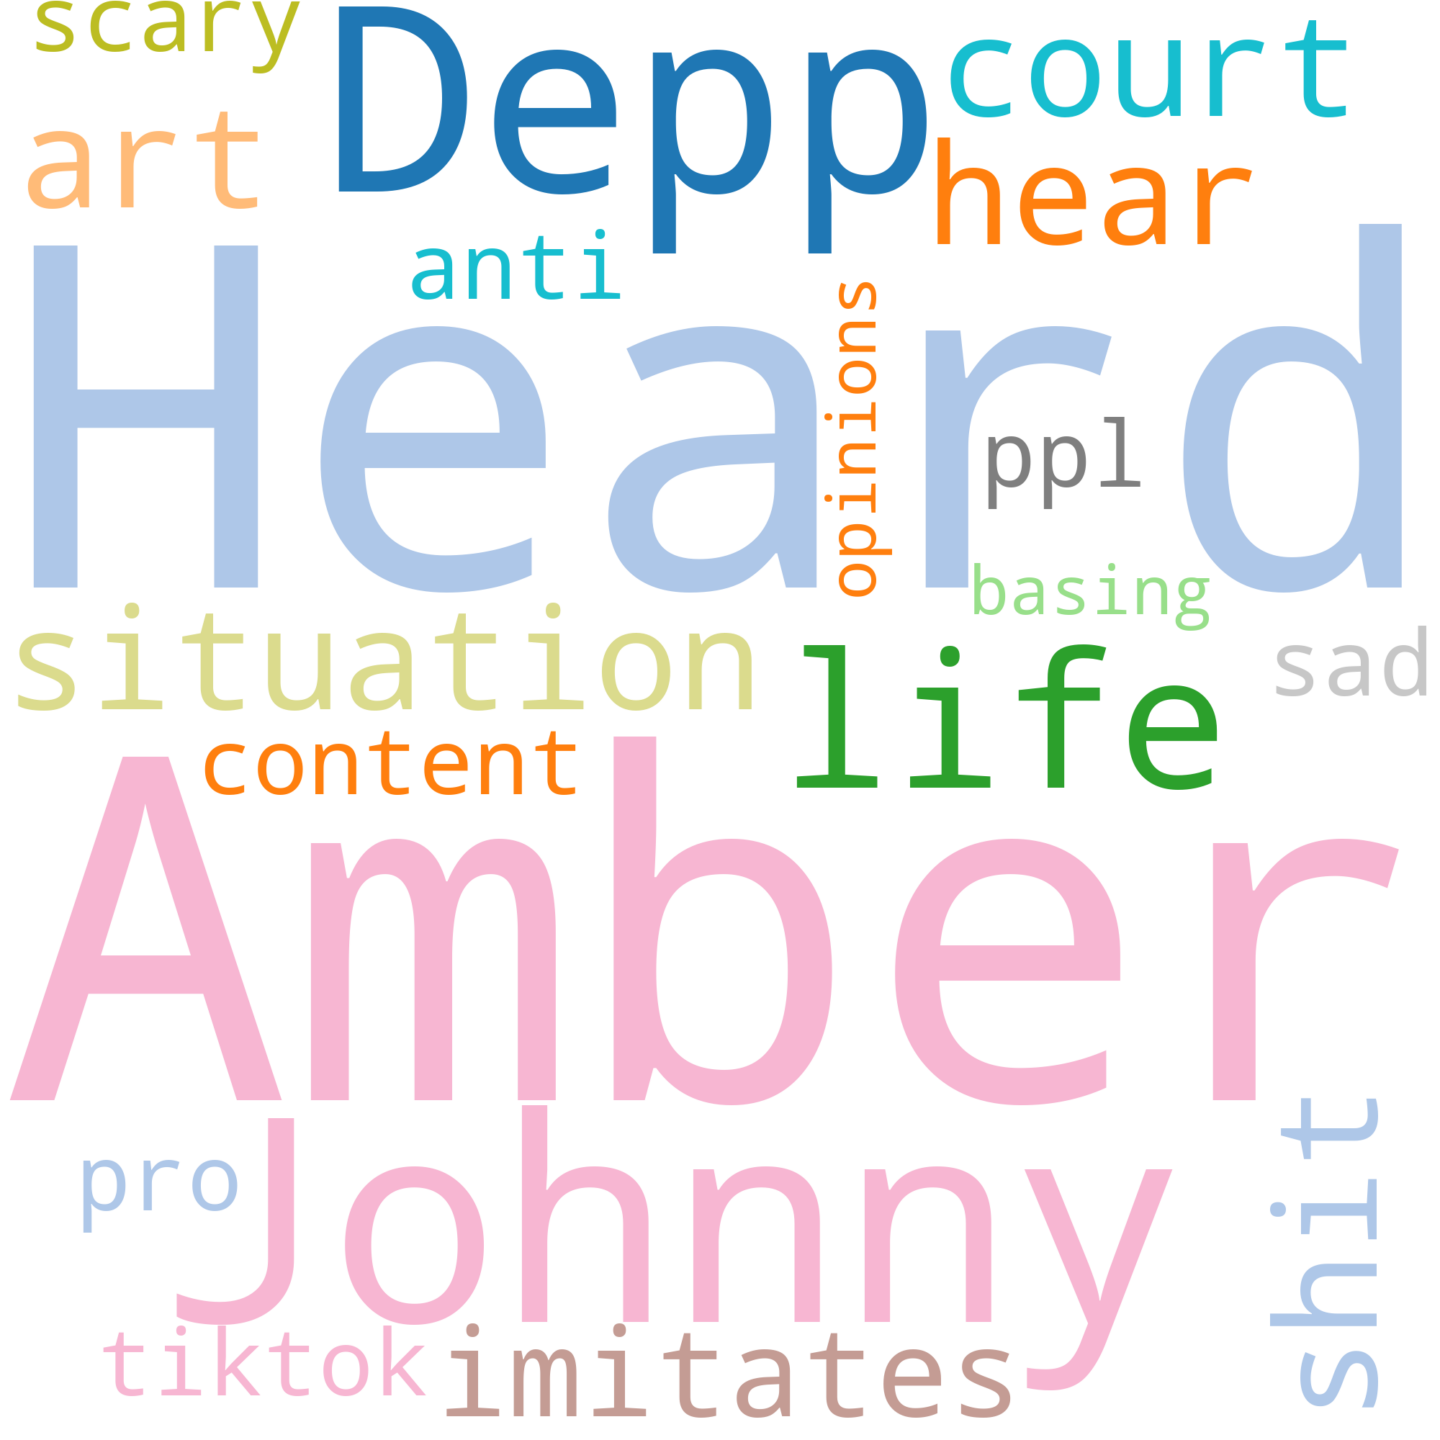 scary
Depp
court
art
hear
anti
Heard
opinions
ppl
basing
situation
life
sad
content
Amber
Johnny
pro
shit
tiktok
imitates